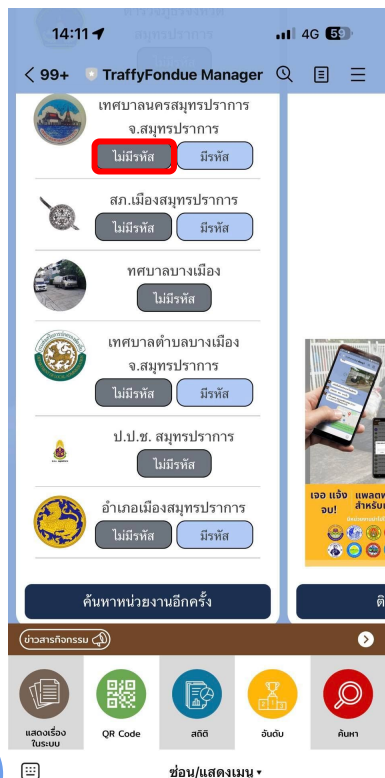 14:11
4G 59
99+ TraffyFondue Manager
เทศบาลนครสมุทรปราการ
จ.สมุทรปราการ
ไม่มีรหัส มีรหัส
สภ.เมืองสมุทรปราการ
ไม่มีรหัส มีรหัส
ทศบาลบางเมือง
ไม่มีรหัส
เทศบาลตำบลบางเมือง
จ.สมุทรปราการ
ไม่มีรหัส มีรหัส
ป.ป.ช. สมุทรปราการ
ไม่มีรหัส
อำเภอเมืองสมุทรปราการ
ไม่มีรหัส มีรหัส
เจอ แจ้ง
จบ!
ค้นหาหน่วยงานอีกครั้ง
ข่าวสารกิจกรรม
แสดงเรื่อง
ในระบบ
QR Code
สถิติ
อันดับ
ค้นหา
ซ่อน/แสดงเมนู